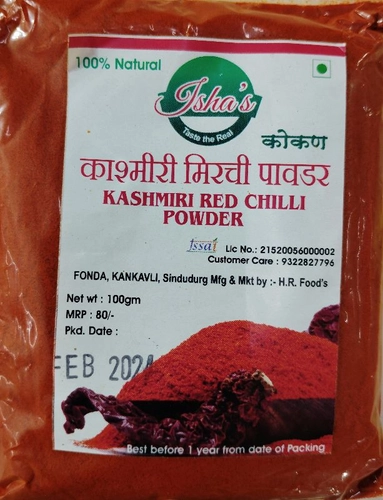 100% Natural
Isha's
Taste the Real
कोकण
काश्मीरी मिरची पावडर
KASHMIRI RED CHILLI
POWDER
fssai Lic No.: 21520056000002
Customer Care : 9322827796
FONDA, KANKAVLI, Sindudurg Mfg & Mkt by :- H.R. Food's
Net wt : 100gm
MRP : 80/-
Pkd. Date :
FEB 2024
Best before 1 year from date of Packing